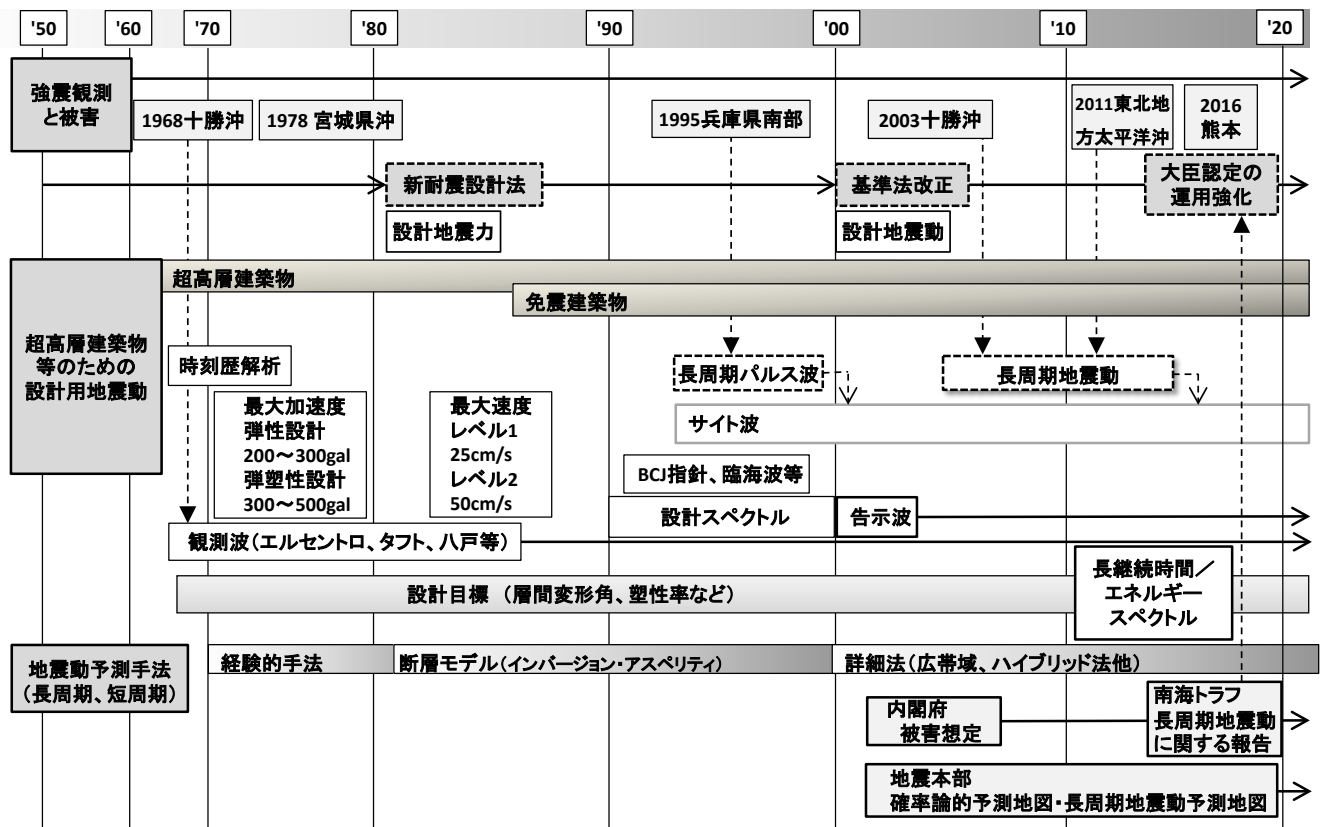 '50
'60
'70
'80
'90
'00
'10
'20
強震観測
と被害
1968十勝沖
1978 宮城県沖
1995兵庫県南部
2003十勝沖
2011東北地
方太平洋沖
2016
熊本
新耐震設計法
基準法改正
大臣認定の
運用強化
設計地震力
設計地震動
超高層建築物
等のための
設計用地震動
超高層建築物
免震建築物
時刻歴解析
長周期パルス波
長周期地震動
最大加速度
弾性設計
200～300gal
弾塑性設計
300～500gal
最大速度
レベル1
25cm/s
レベル2
50cm/s
サイト波
BCJ指針、臨海波等
設計スペクトル
告示波
観測波(エルセントロ、タフト、八戸等)
長継続時間／
エネルギー
スペクトル
設計目標 (層間変形角、塑性率など)
地震動予測手法
(長周期、短周期)
経験的手法
断層モデル(インバージョン・アスペリティ)
詳細法(広帯域、ハイブリッド法他)
内閣府
被害想定
南海トラフ
長周期地震動
に関する報告
地震本部
確率論的予測地図・長周期地震動予測地図